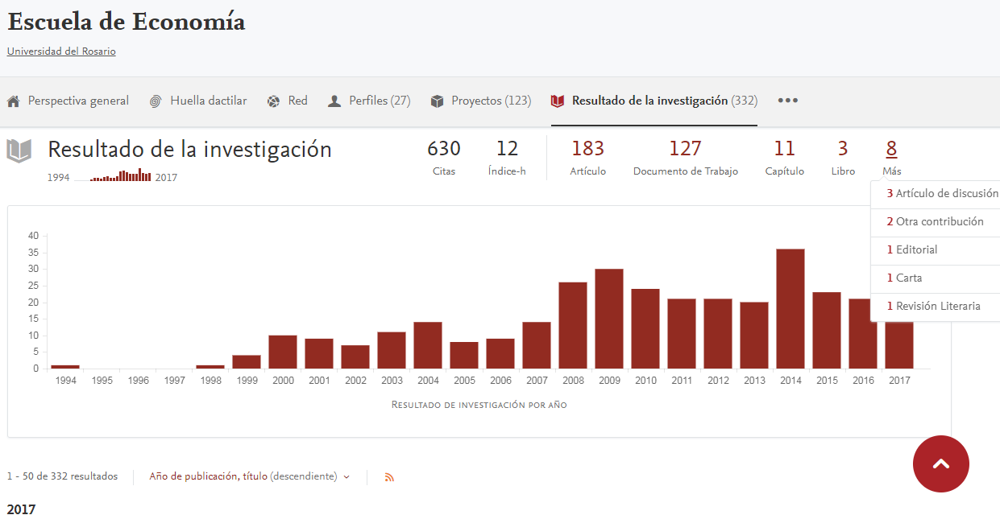 Escuela de Economía
Universidad del Rosario
Perspectiva general Huella dactilar Red Perfiles (27) Proyectos (123) Resultado de la investigación (332)
Resultado de la investigación
1994 2017
630 12 183 127 11 3 8
Citas Índice-h Artículo Documento de Trabajo Capítulo Libro Más
3 Artículo de discusión
2 Otra contribución
1 Editorial
1 Carta
1 Revisión Literaria
40
35
30
25
20
15
10
5
0
1994 1995 1996 1997 1998 1999 2000 2001 2002 2003 2004 2005 2006 2007 2008 2009 2010 2011 2012 2013 2014 2015 2016 2017
Resultado de investigación por año
1 - 50 de 332 resultados Año de publicación, título (descendiente)
2017